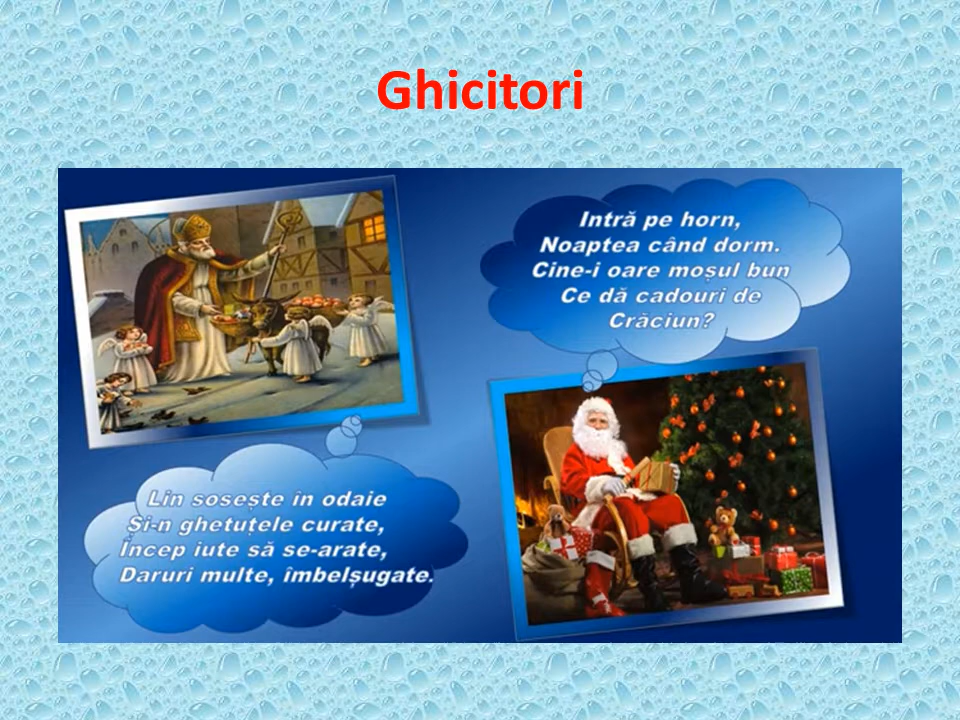 Ghicitori
Intră pe horn,
Noaptea când dorm.
Cine-i oare moșul bun
Ce dă cadouri de
Crăciun?
Lin sosește în odaie
Și-n ghetuțele curate,
Încep iute să se-arate,
Daruri multe, îmbelșugate.